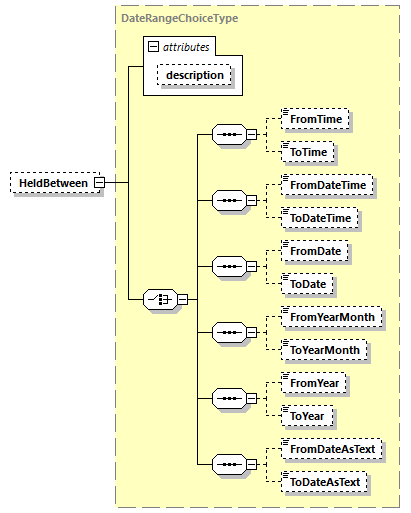 DateRangeChoiceType
attributes
description
HeldBetween
FromTime
ToTime
FromDateTime
ToDateTime
FromDate
ToDate
FromYearMonth
ToYearMonth
FromYear
ToYear
FromDateAsText
ToDateAsText